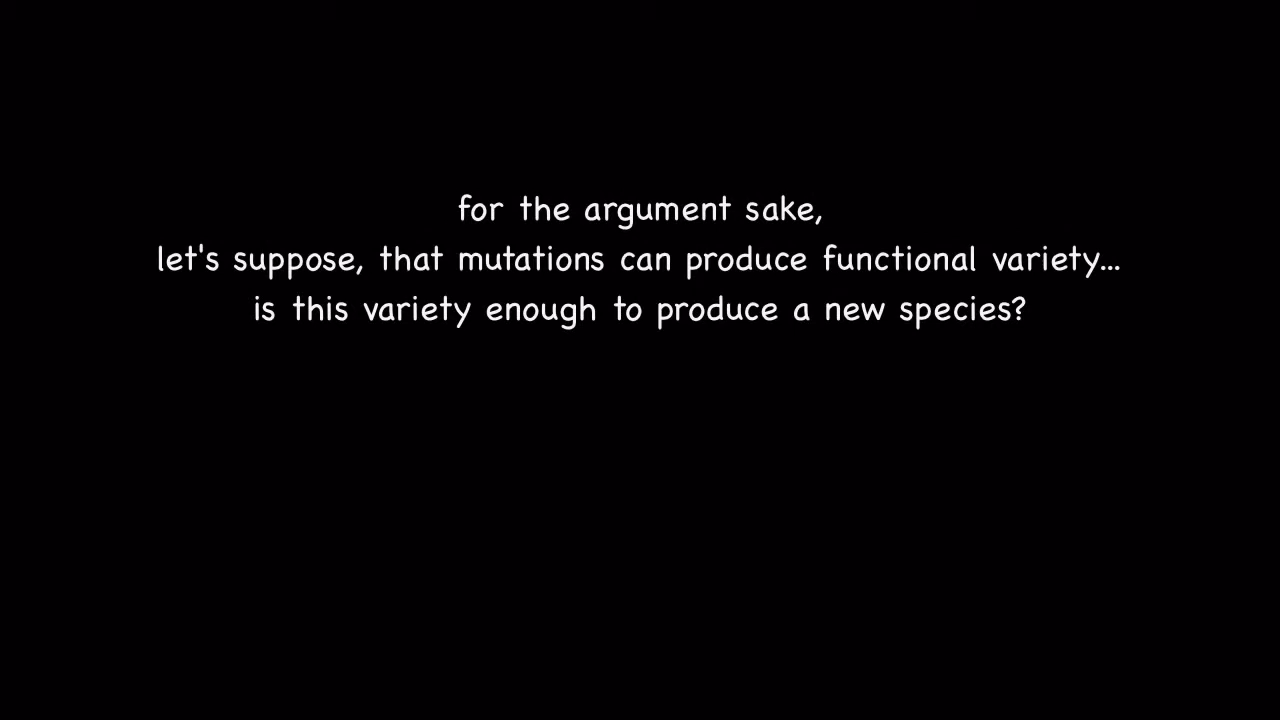 for the argument sake,
let's suppose, that mutations can produce functional variety...
is this variety enough to produce a new species?